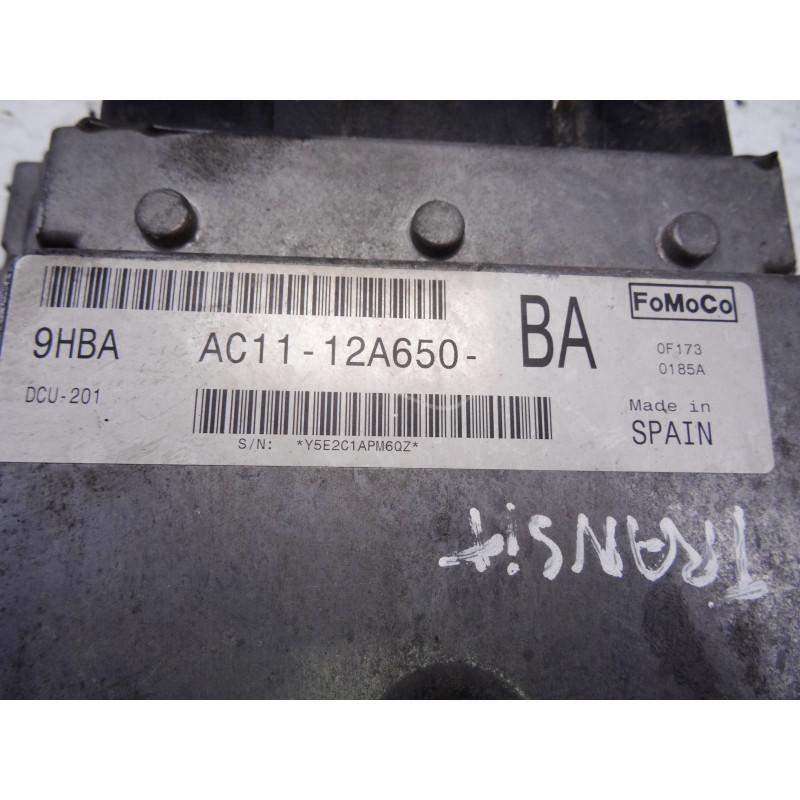 9HBA AC11-12A650- BA FoMoCo
DCU-201
0F173
0185A
S/N: *Y5E2C1APM6QZ*
Made in
SPAIN
TRANSiT